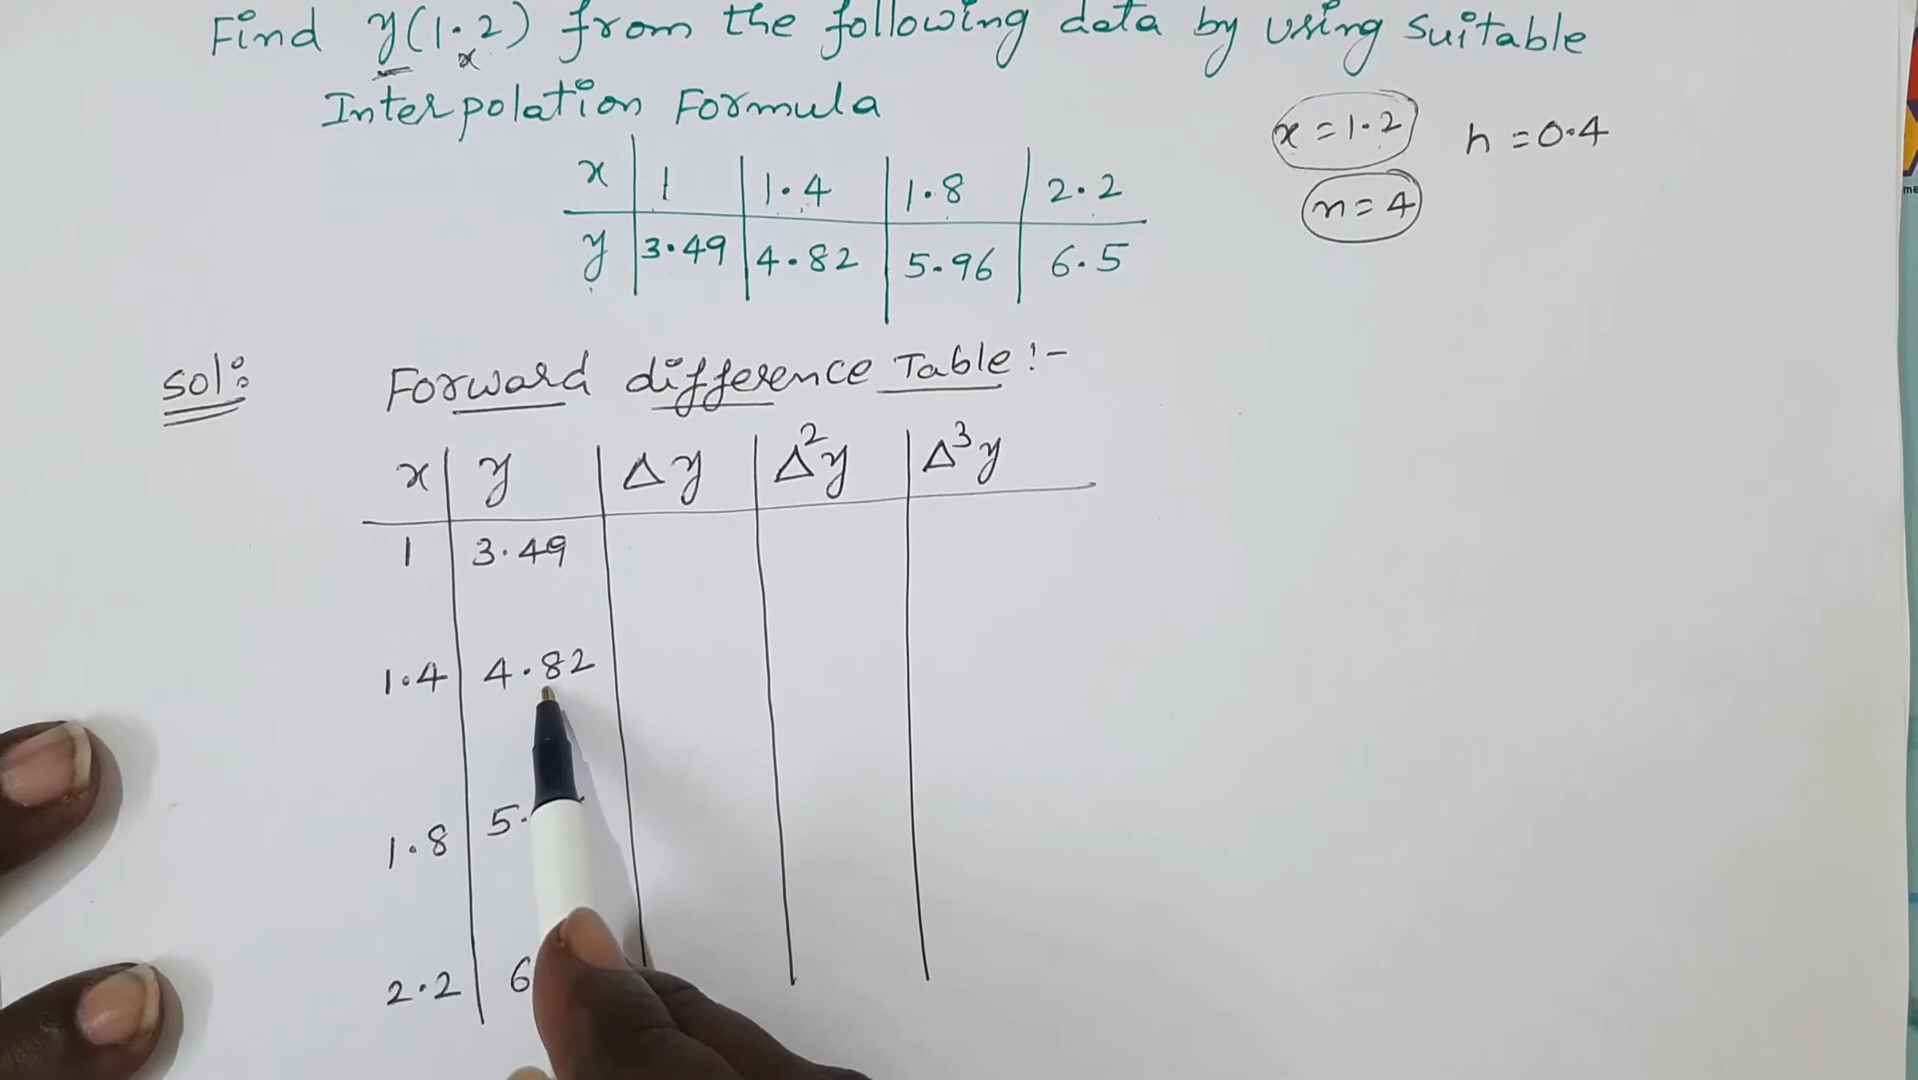 Find y(1.2) from the following data by using suitable
x
Interpolation Formula
x = 1.2 h = 0.4
n = 4
x 1 1.4 1.8 2.2
y 3.49 4.82 5.96 6.5
Sol: Forward difference Table :-
x y Δy Δ²y Δ³y
1 3.49
1.4 4.82
1.8 5.
2.2 6